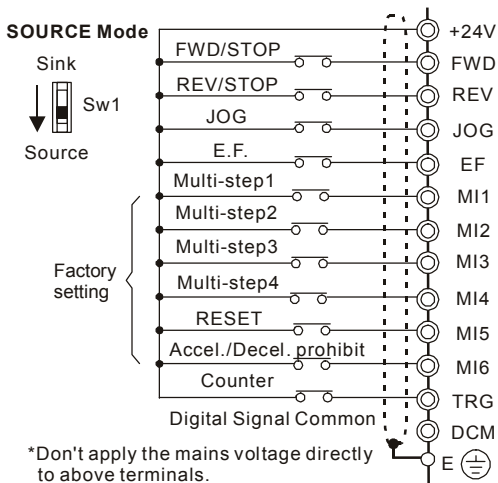 SOURCE Mode
+24V
FWD/STOP
FWD
Sink
REV/STOP
REV
Sw1
JOG
JOG
Source
E.F.
EF
Multi-step1
MI1
Multi-step2
MI2
Multi-step3
MI3
Factory
setting
Multi-step4
MI4
RESET
MI5
Accel./Decel. prohibit
MI6
Counter
TRG
Digital Signal Common
DCM
*Don't apply the mains voltage directly
to above terminals.
E